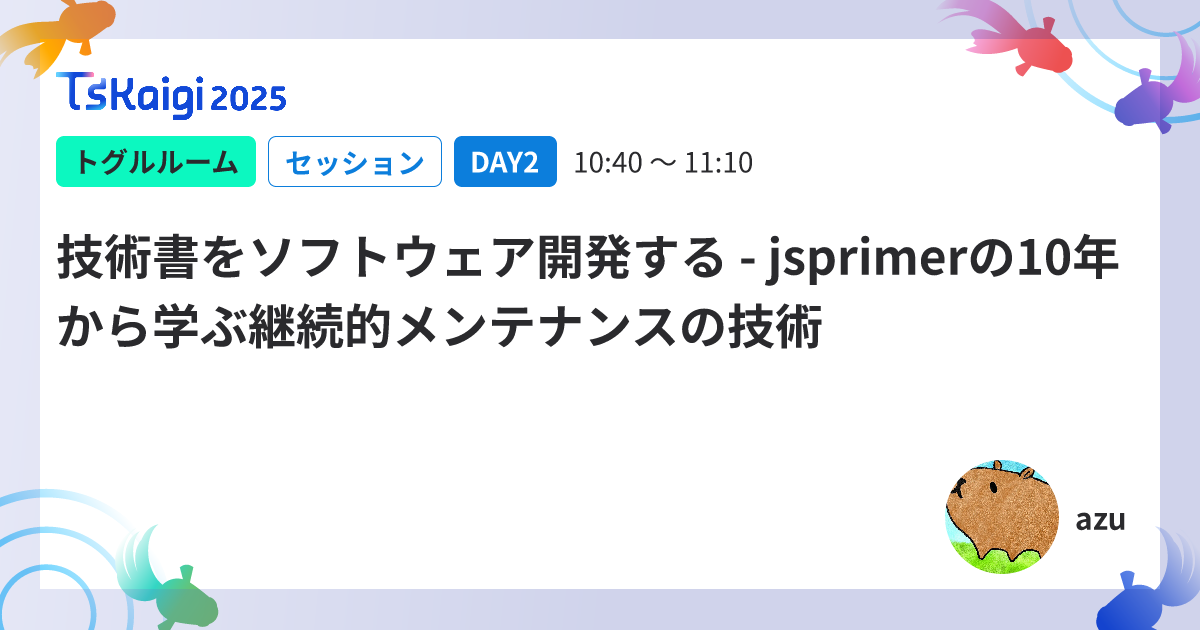 TSKaigi 2025
トグルルーム セッション DAY2 10:40 〜 11:10
技術書をソフトウェア開発する - jsprimerの10年
から学ぶ継続的メンテナンスの技術
azu